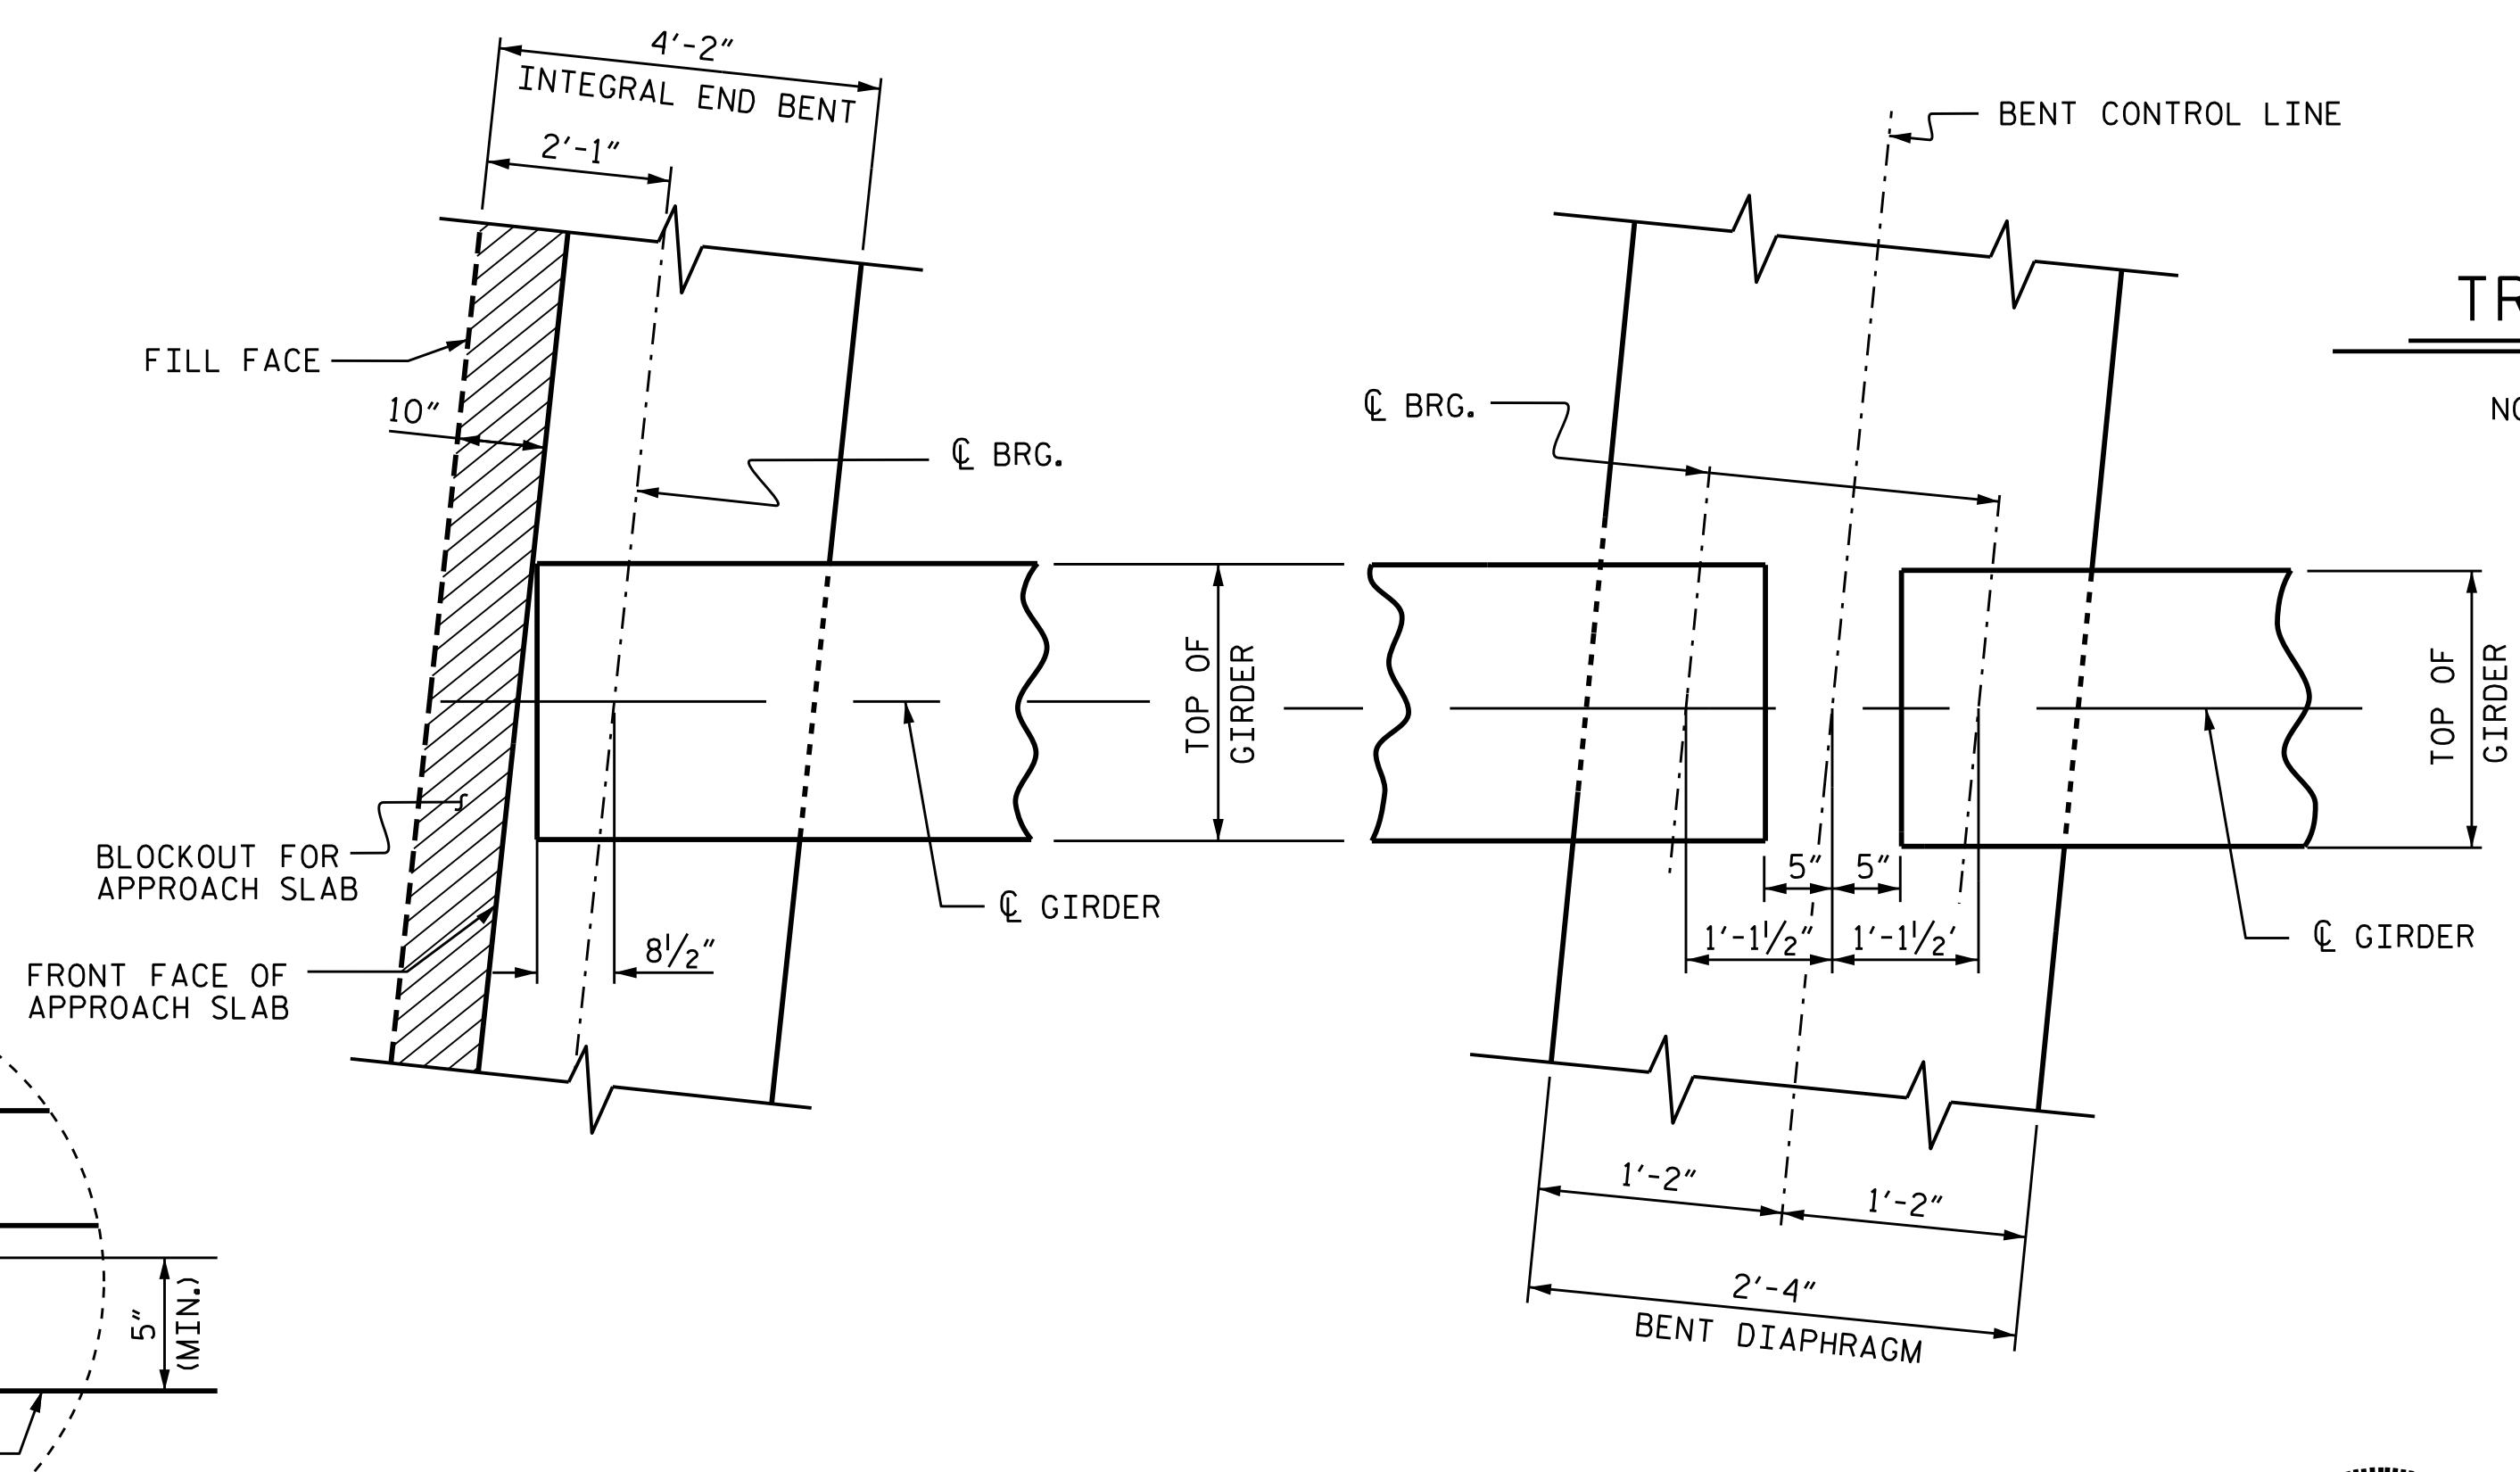 4'-2"
INTEGRAL END BENT
2'-1"
FILL FACE
10"
℄ BRG.
BLOCKOUT FOR
APPROACH SLAB
FRONT FACE OF
APPROACH SLAB
8½"
℄ GIRDER
TOP OF
GIRDER
5"
(MIN.)
BENT CONTROL LINE
℄ BRG.
5"
5"
1'-1½"
1'-1½'
℄ GIRDER
TOP OF
GIRDER
1'-2"
1'-2"
2'-4"
BENT DIAPHRAGM
TR
NO